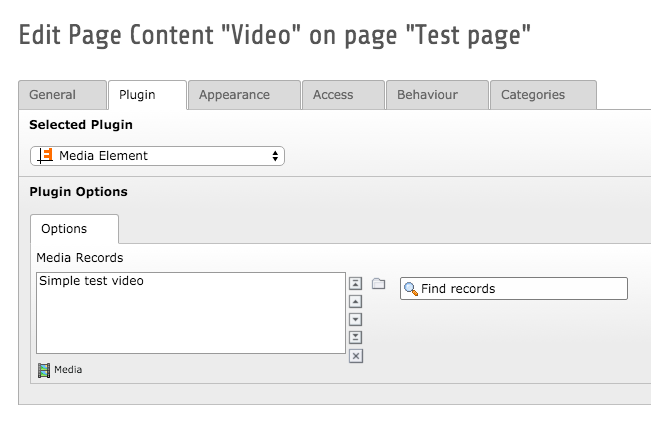 Edit Page Content "Video" on page "Test page"
General Plugin Appearance Access Behaviour Categories
Selected Plugin
Media Element
Plugin Options
Options
Media Records
Simple test video
Find records
Media